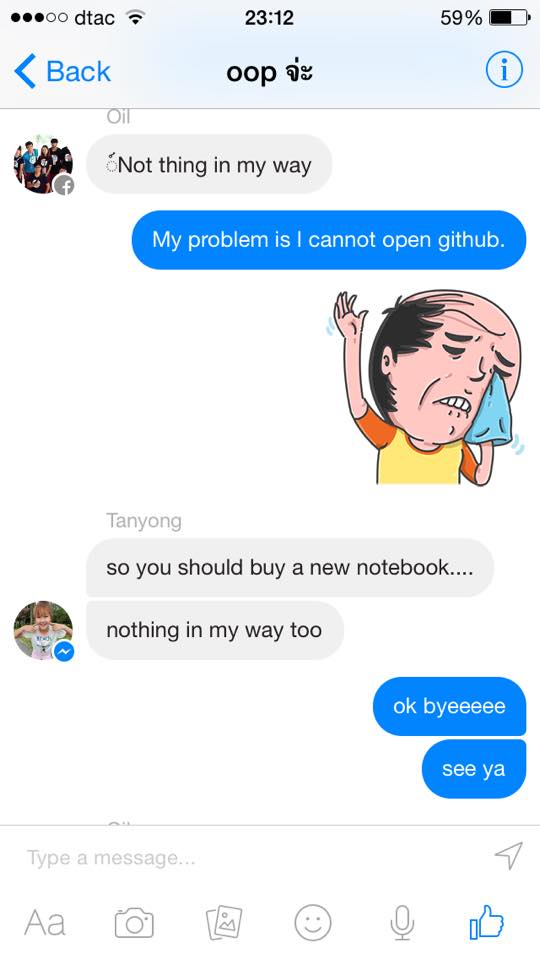 dtac
23:12
59%
Back
oop จ่ะ
Oil
Not thing in my way
My problem is I cannot open github.
Tanyong
so you should buy a new notebook....
nothing in my way too
ok byeeeee
see ya
Type a message...
Aa